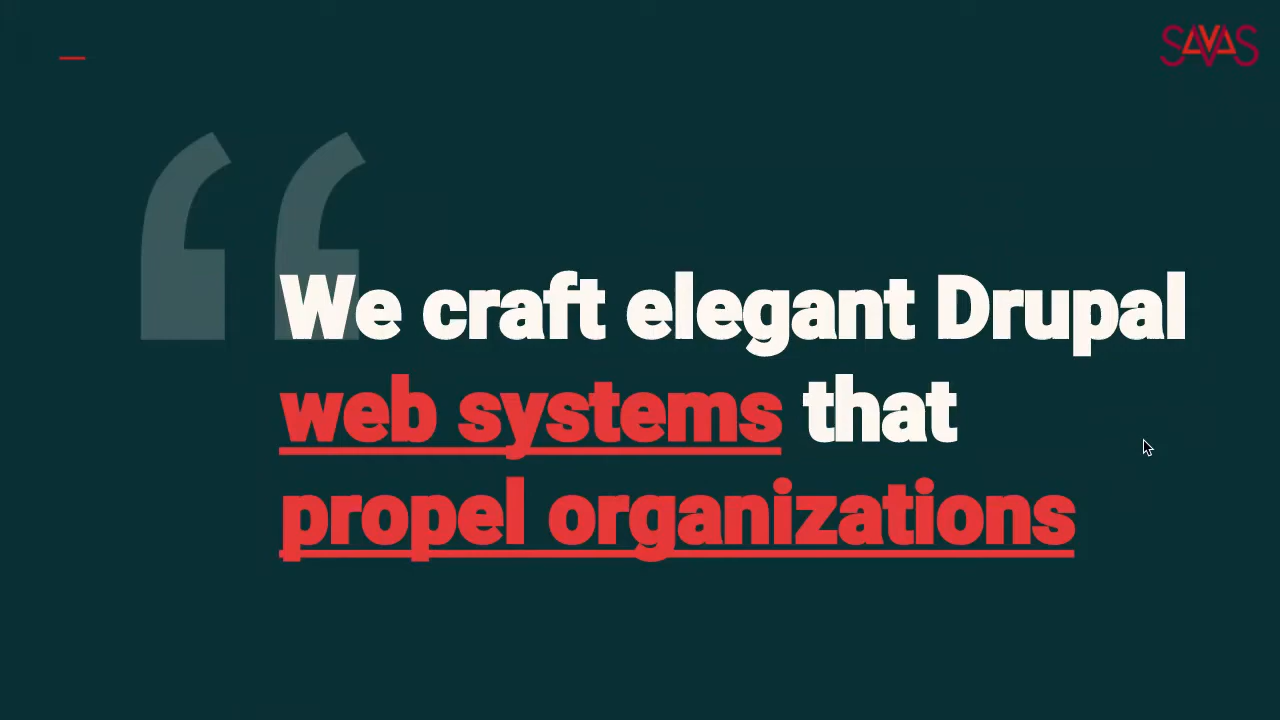 SAVAS
“
We craft elegant Drupal
web systems that
propel organizations